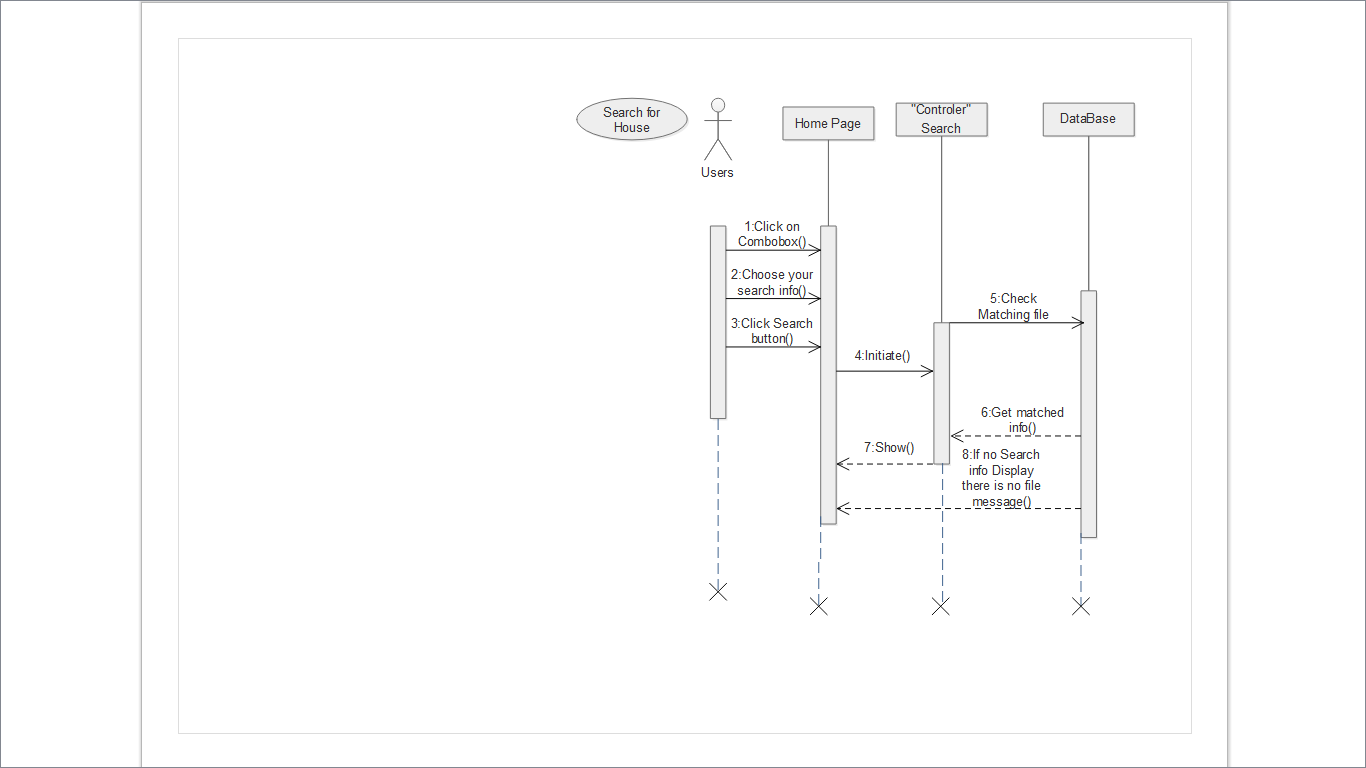 Search for
House
Users
Home Page
"Controler"
Search
DataBase
1:Click on
Combobox()
2:Choose your
search info()
3:Click Search
button()
4:Initiate()
5:Check
Matching file
6:Get matched
info()
7:Show()
8:If no Search
info Display
there is no file
message()